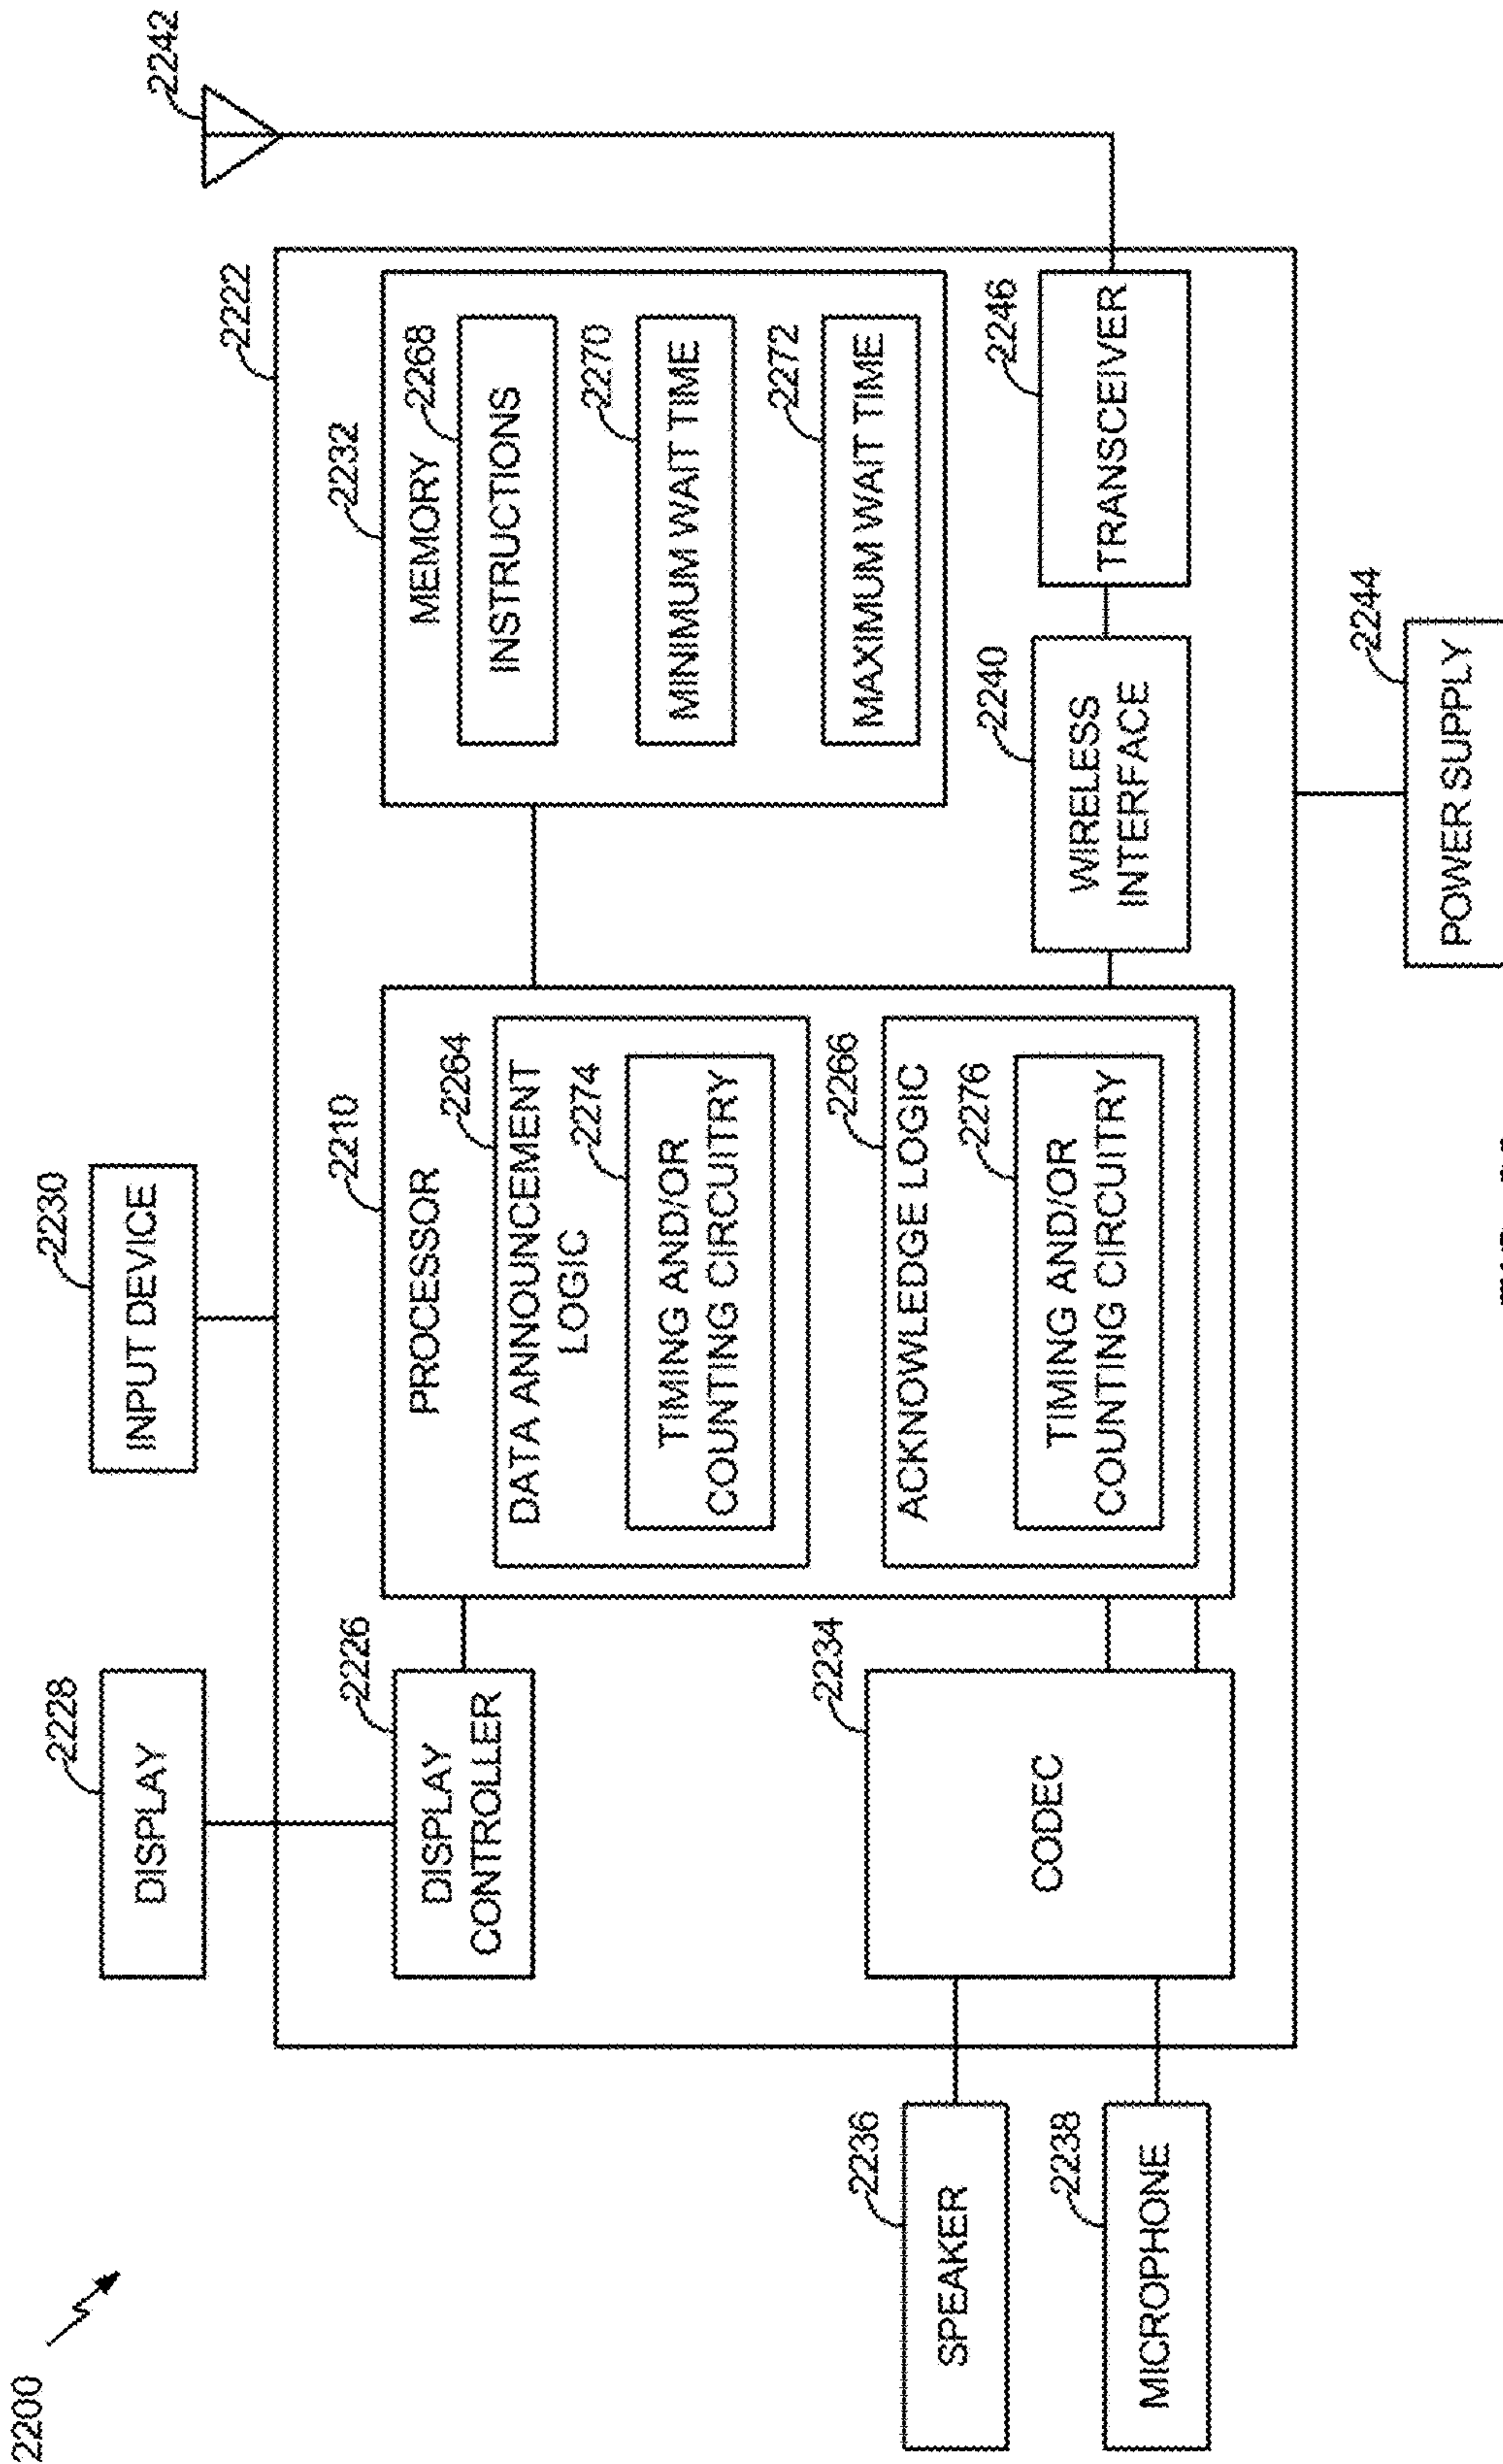 2200
2228
DISPLAY
2230
INPUT DEVICE
2242
2222
2226
DISPLAY
CONTROLLER
2210
PROCESSOR
2264
DATA ANNOUNCEMENT
LOGIC
2274
TIMING AND/OR
COUNTING CIRCUITRY
2266
ACKNOWLEDGE LOGIC
2276
TIMING AND/OR
COUNTING CIRCUITRY
2232
MEMORY
2268
INSTRUCTIONS
2270
MINIMUM WAIT TIME
2272
MAXIMUM WAIT TIME
2236
SPEAKER
2238
MICROPHONE
2234
CODEC
2240
WIRELESS
INTERFACE
2246
TRANSCEIVER
2244
POWER SUPPLY